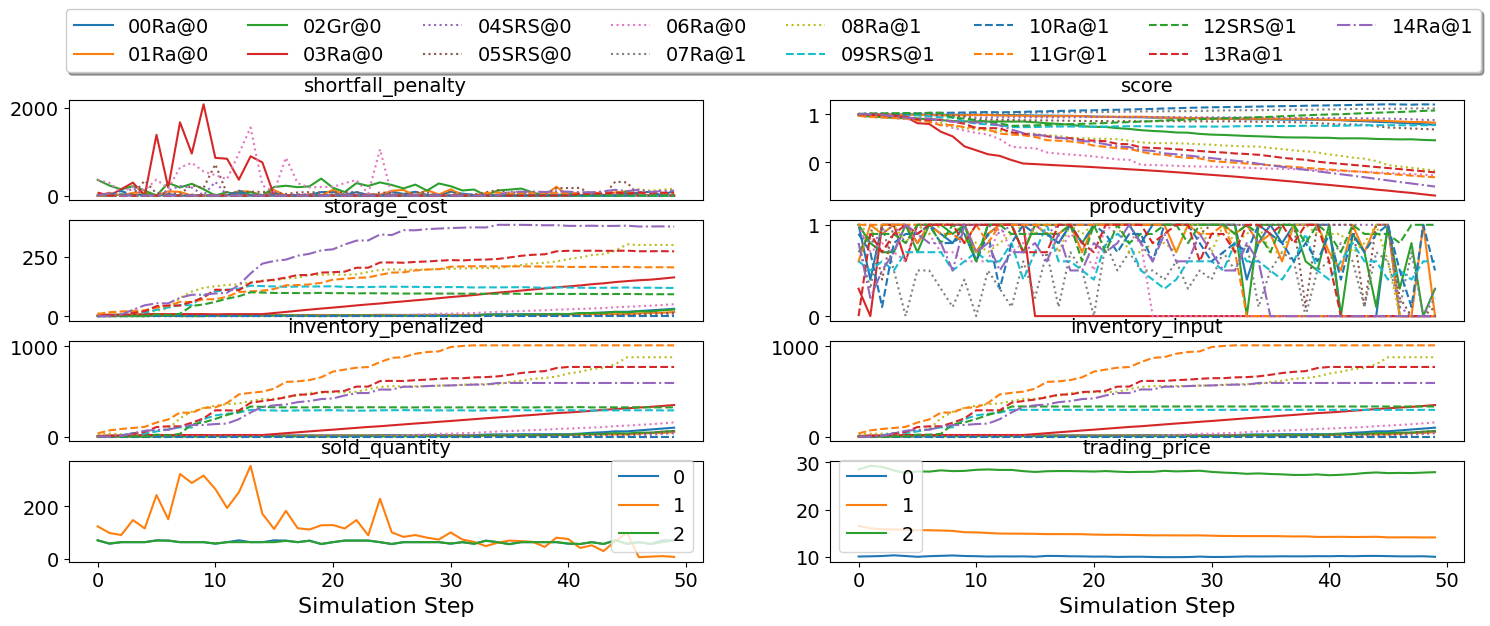 00Ra@0 02Gr@0 04SRS@0 06Ra@0 08Ra@1 10Ra@1 12SRS@1 14Ra@1
01Ra@0 03Ra@0 05SRS@0 07Ra@1 09SRS@1 11Gr@1 13Ra@1
shortfall_penalty score
2000 1
0 0
storage_cost productivity
250 1
0 0
inventory_penalized inventory_input
1000 1000
0 0
sold_quantity trading_price
200 0 30 0
1 20 1
0 2 10 2
0 10 20 30 40 50 0 10 20 30 40 50
Simulation Step Simulation Step